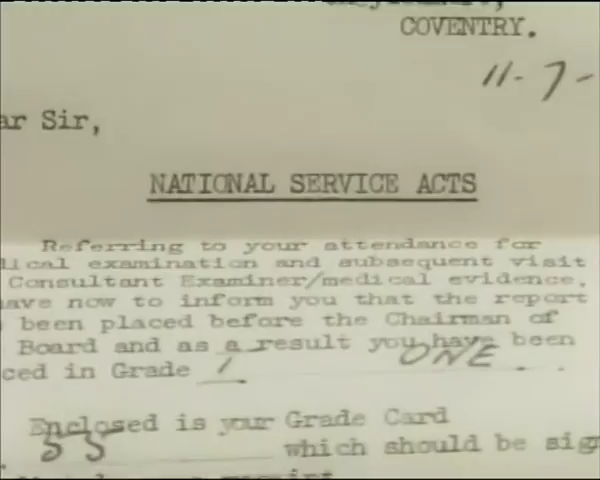 COVENTRY.
11-7-
ar Sir,
NATIONAL SERVICE ACTS
Referring to your attendance for
lical examination and subsequent visit
Consultant Examiner/medical evidence,
ave now to inform you that the report
been placed before the Chairman of
Board and as a result you have been
ced in Grade 1 ONE
Enclosed is your Grade Card
55 which should be sig